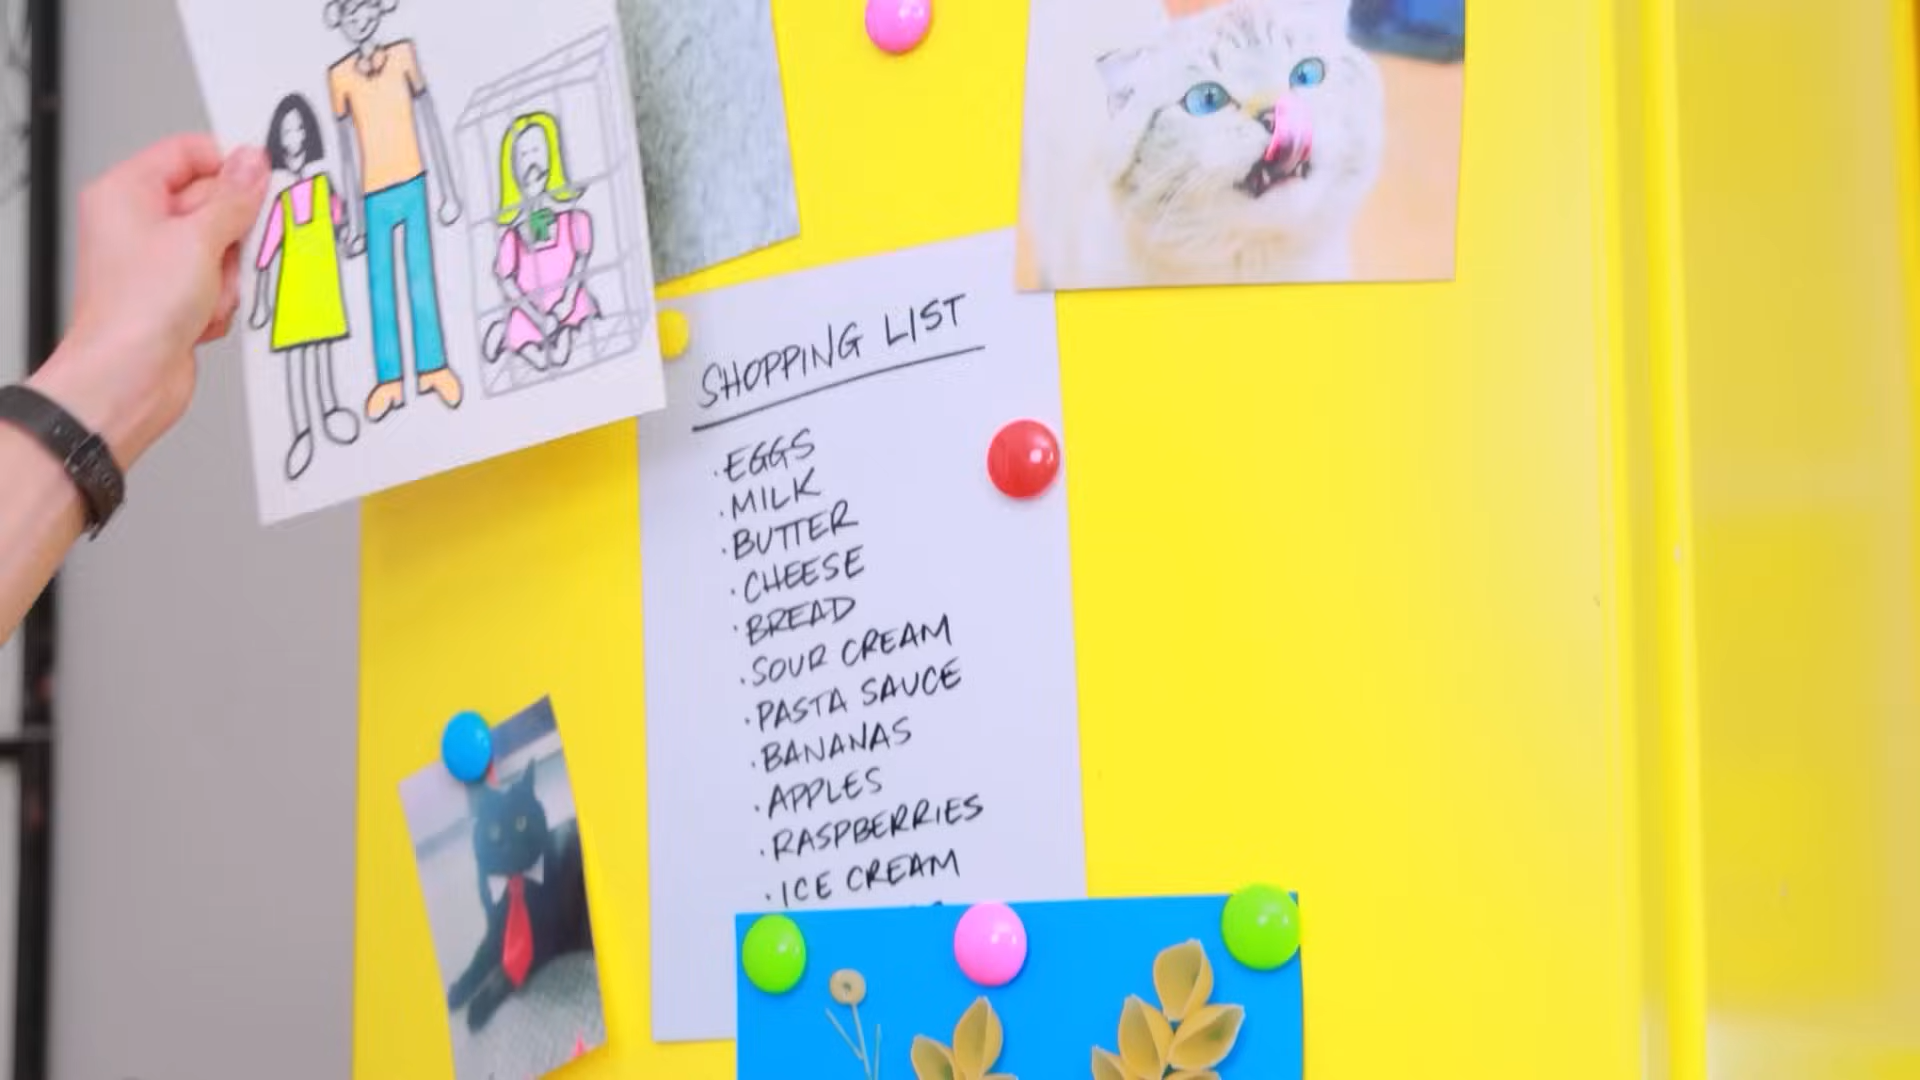 SHOPPING LIST
· EGGS
· MILK
· BUTTER
· CHEESE
· BREAD
· SOUR CREAM
· PASTA SAUCE
· BANANAS
· APPLES
· RASPBERRIES
· ICE CREAM